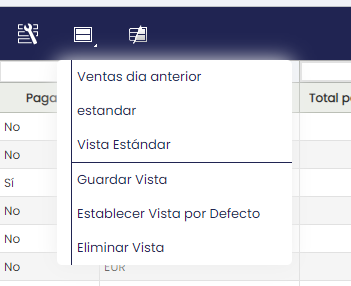 Ventas dia anterior
estandar
Vista Estándar
Guardar Vista
Establecer Vista por Defecto
Eliminar Vista
Paga
Total p
No
No
Sí
No
No
No
EUR